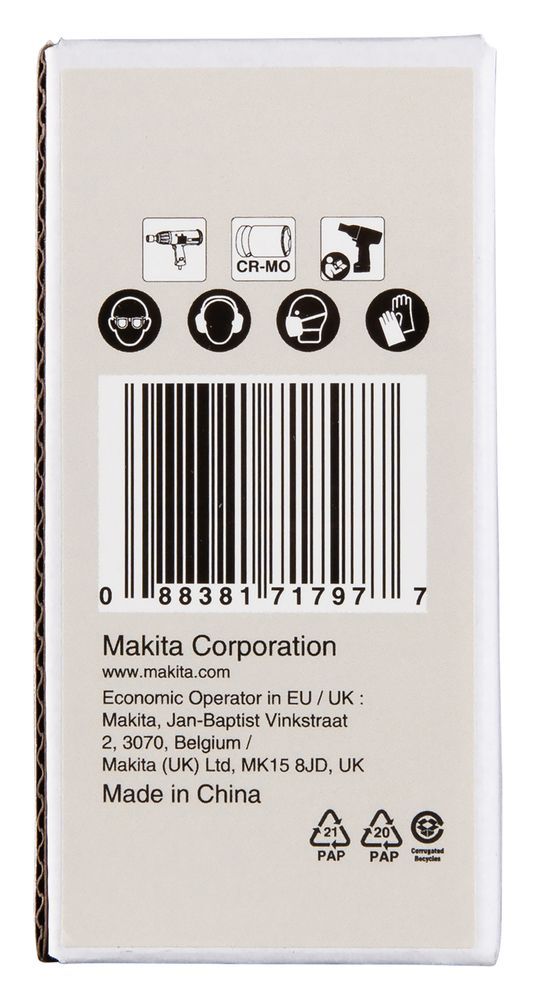 CR-MO
0 88381 71797 7
Makita Corporation
www.makita.com
Economic Operator in EU / UK :
Makita, Jan-Baptist Vinkstraat
2, 3070, Belgium /
Makita (UK) Ltd, MK15 8JD, UK
Made in China
21 20
PAP PAP
Corrugated
Recycles